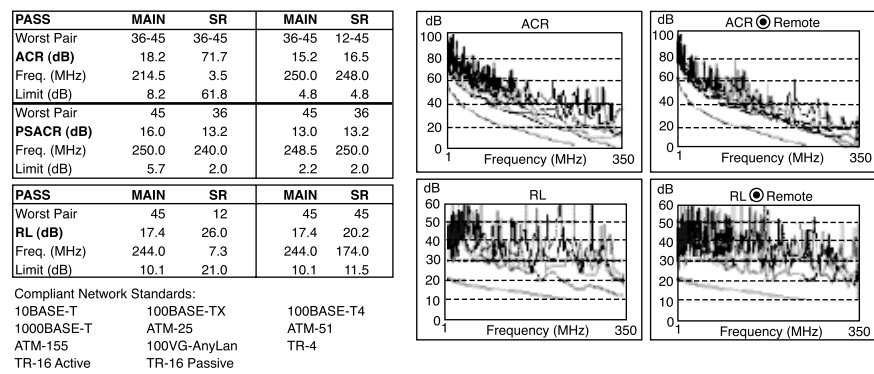 PASS MAIN SR MAIN SR
Worst Pair 36-45 36-45 36-45 12-45
ACR (dB) 18.2 71.7 15.2 16.5
Freq. (MHz) 214.5 3.5 250.0 248.0
Limit (dB) 8.2 61.8 4.8 4.8
Worst Pair 45 36 45 36
PSACR (dB) 16.0 13.2 13.0 13.2
Freq. (MHz) 250.0 240.0 248.5 250.0
Limit (dB) 5.7 2.0 2.2 2.0
PASS MAIN SR MAIN SR
Worst Pair 45 12 45 45
RL (dB) 17.4 26.0 17.4 20.2
Freq. (MHz) 244.0 7.3 244.0 174.0
Limit (dB) 10.1 21.0 10.1 11.5
Compliant Network Standards:
10BASE-T 100BASE-TX 100BASE-T4
1000BASE-T ATM-25 ATM-51
ATM-155 100VG-AnyLan TR-4
TR-16 Active TR-16 Passive
dB ACR
100
80
60
40
20
0
1 Frequency (MHz) 350
dB ACR Remote
100
80
60
40
20
0
1 Frequency (MHz) 350
dB RL
60
50
40
30
20
10
0
1 Frequency (MHz) 350
dB RL Remote
60
50
40
30
20
10
0
1 Frequency (MHz) 350